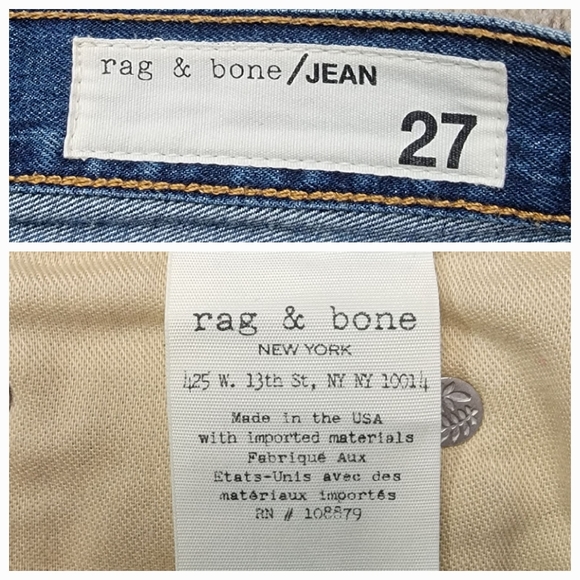 rag & bone/JEAN
27
rag & bone
NEW YORK
425 W. 13th St, NY NY 10014
Made in the USA
with imported materials
Fabriqué Aux
Etats-Unis avec des
matériaux importés
RN # 108879